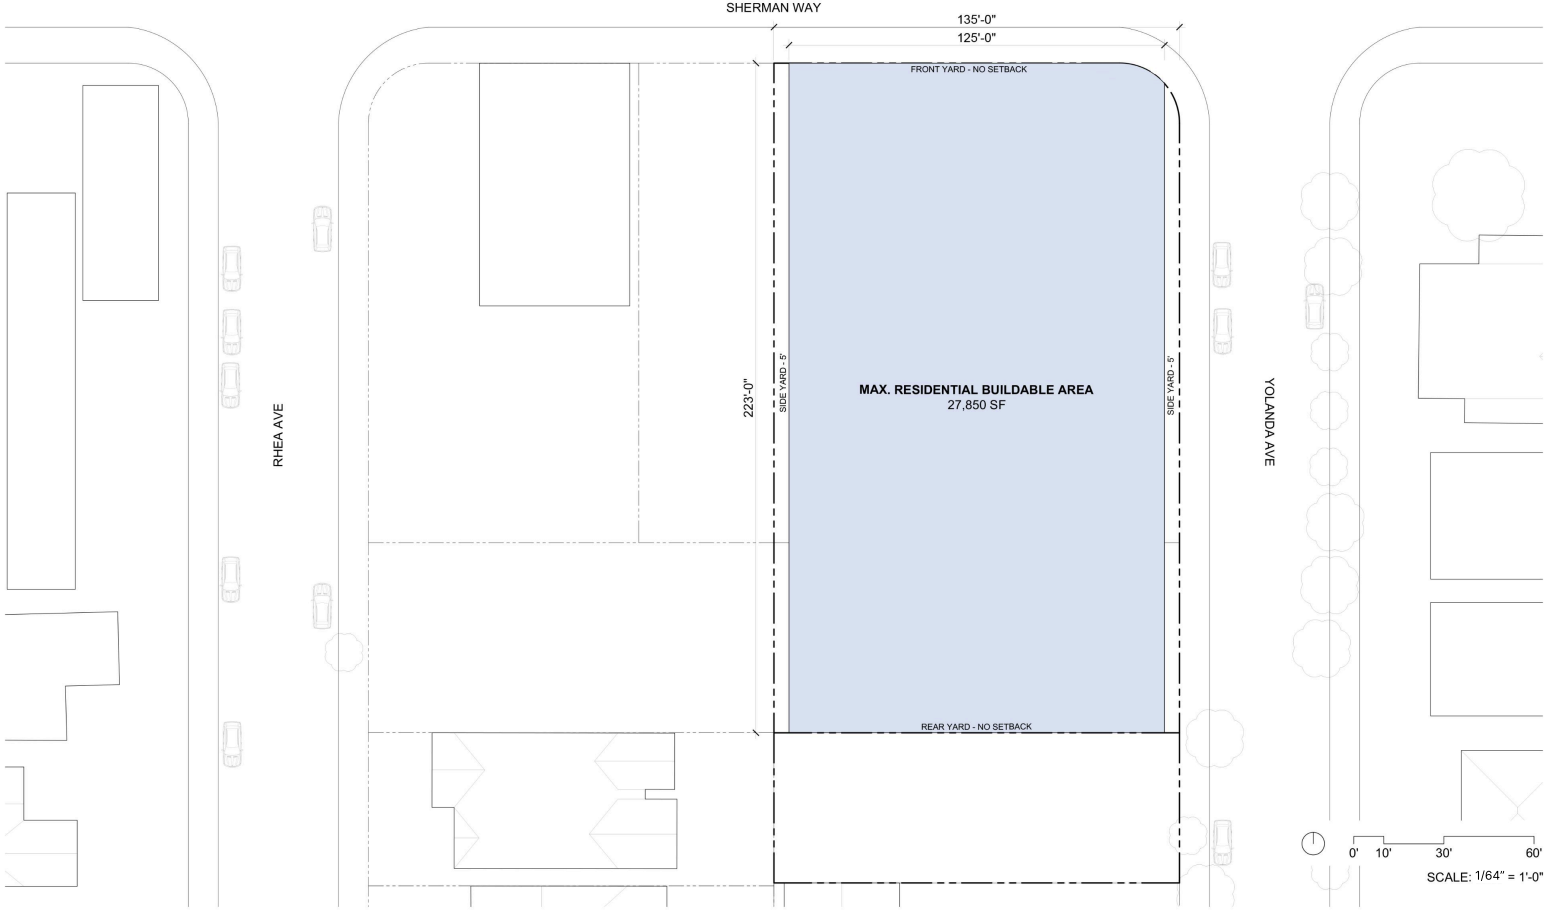 SHERMAN WAY
135'-0"
125'-0"
FRONT YARD - NO SETBACK
SIDE YARD - 5'
SIDE YARD - 5'
223'-0"
MAX. RESIDENTIAL BUILDABLE AREA
27,850 SF
RHEA AVE
YOLANDA AVE
REAR YARD - NO SETBACK
0' 10' 30' 60'
SCALE: 1/64" = 1'-0"